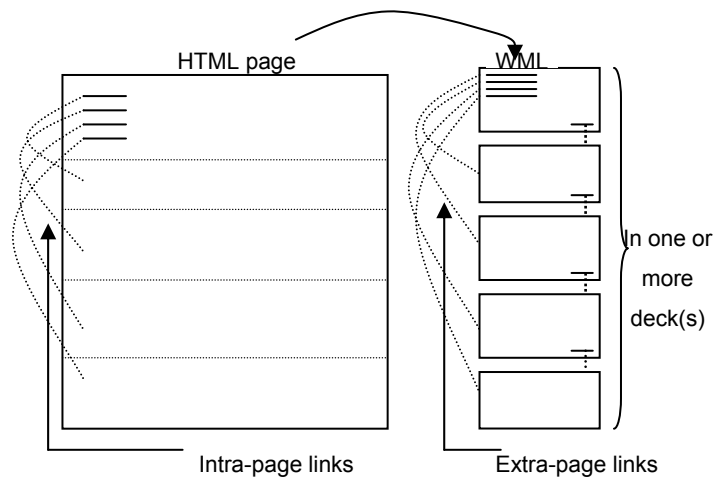 HTML page
WML
In one or
more
deck(s)
Intra-page links
Extra-page links